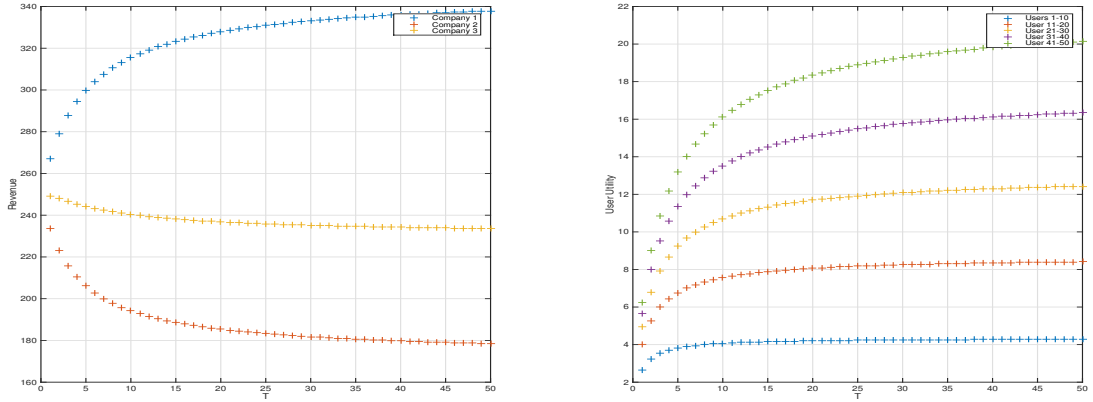 340
320
300
280
260
240
220
200
180
160
Revenue
0 5 10 15 20 25 30 35 40 45 50
T
Company 1
Company 2
Company 3
22
20
18
16
14
12
10
8
6
4
2
User Utility
0 5 10 15 20 25 30 35 40 45 50
T
Users 1-10
User 11-20
User 21-30
User 31-40
User 41-50